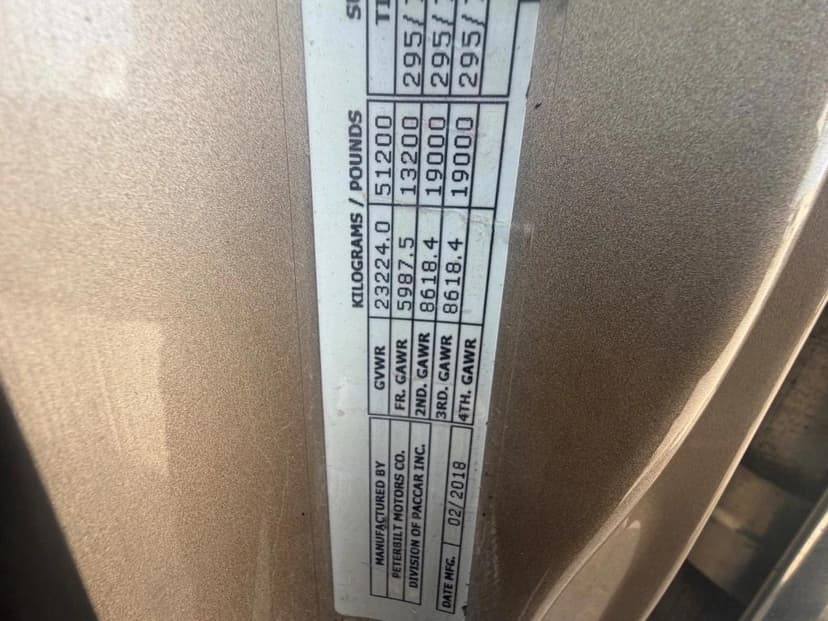 KILOGRAMS / POUNDS
MANUFACTURED BY
PETERBILT MOTORS CO.
DIVISION OF PACCAR INC.
DATE MFG. 02/2018
GVWR 23224.0 51200
FR. GAWR 5987.5 13200 295/
2ND. GAWR 8618.4 19000 295/
3RD. GAWR 8618.4 19000 295/
4TH. GAWR